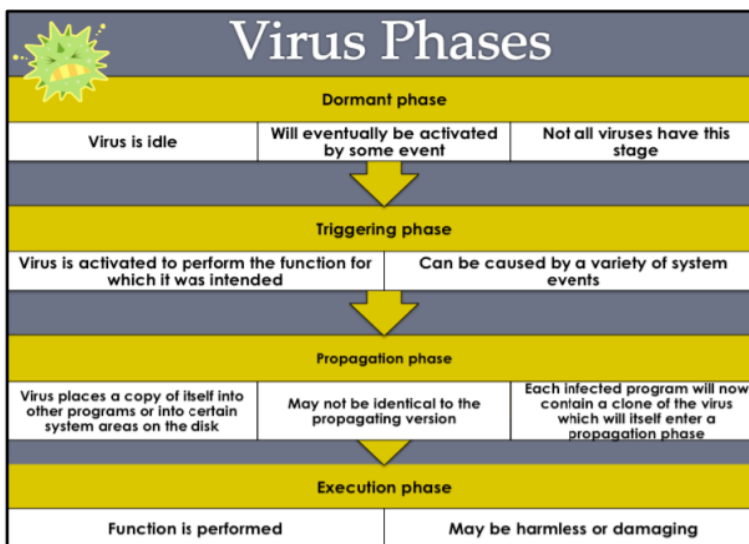 Virus Phases
Dormant phase
Virus is idle
Will eventually be activated
by some event
Not all viruses have this
stage
Triggering phase
Virus is activated to perform the function for
which it was intended
Can be caused by a variety of system
events
Propagation phase
Virus places a copy of itself into
other programs or into certain
system areas on the disk
May not be identical to the
propagating version
Each infected program will now
contain a clone of the virus
which will itself enter a
propagation phase
Execution phase
Function is performed
May be harmless or damaging